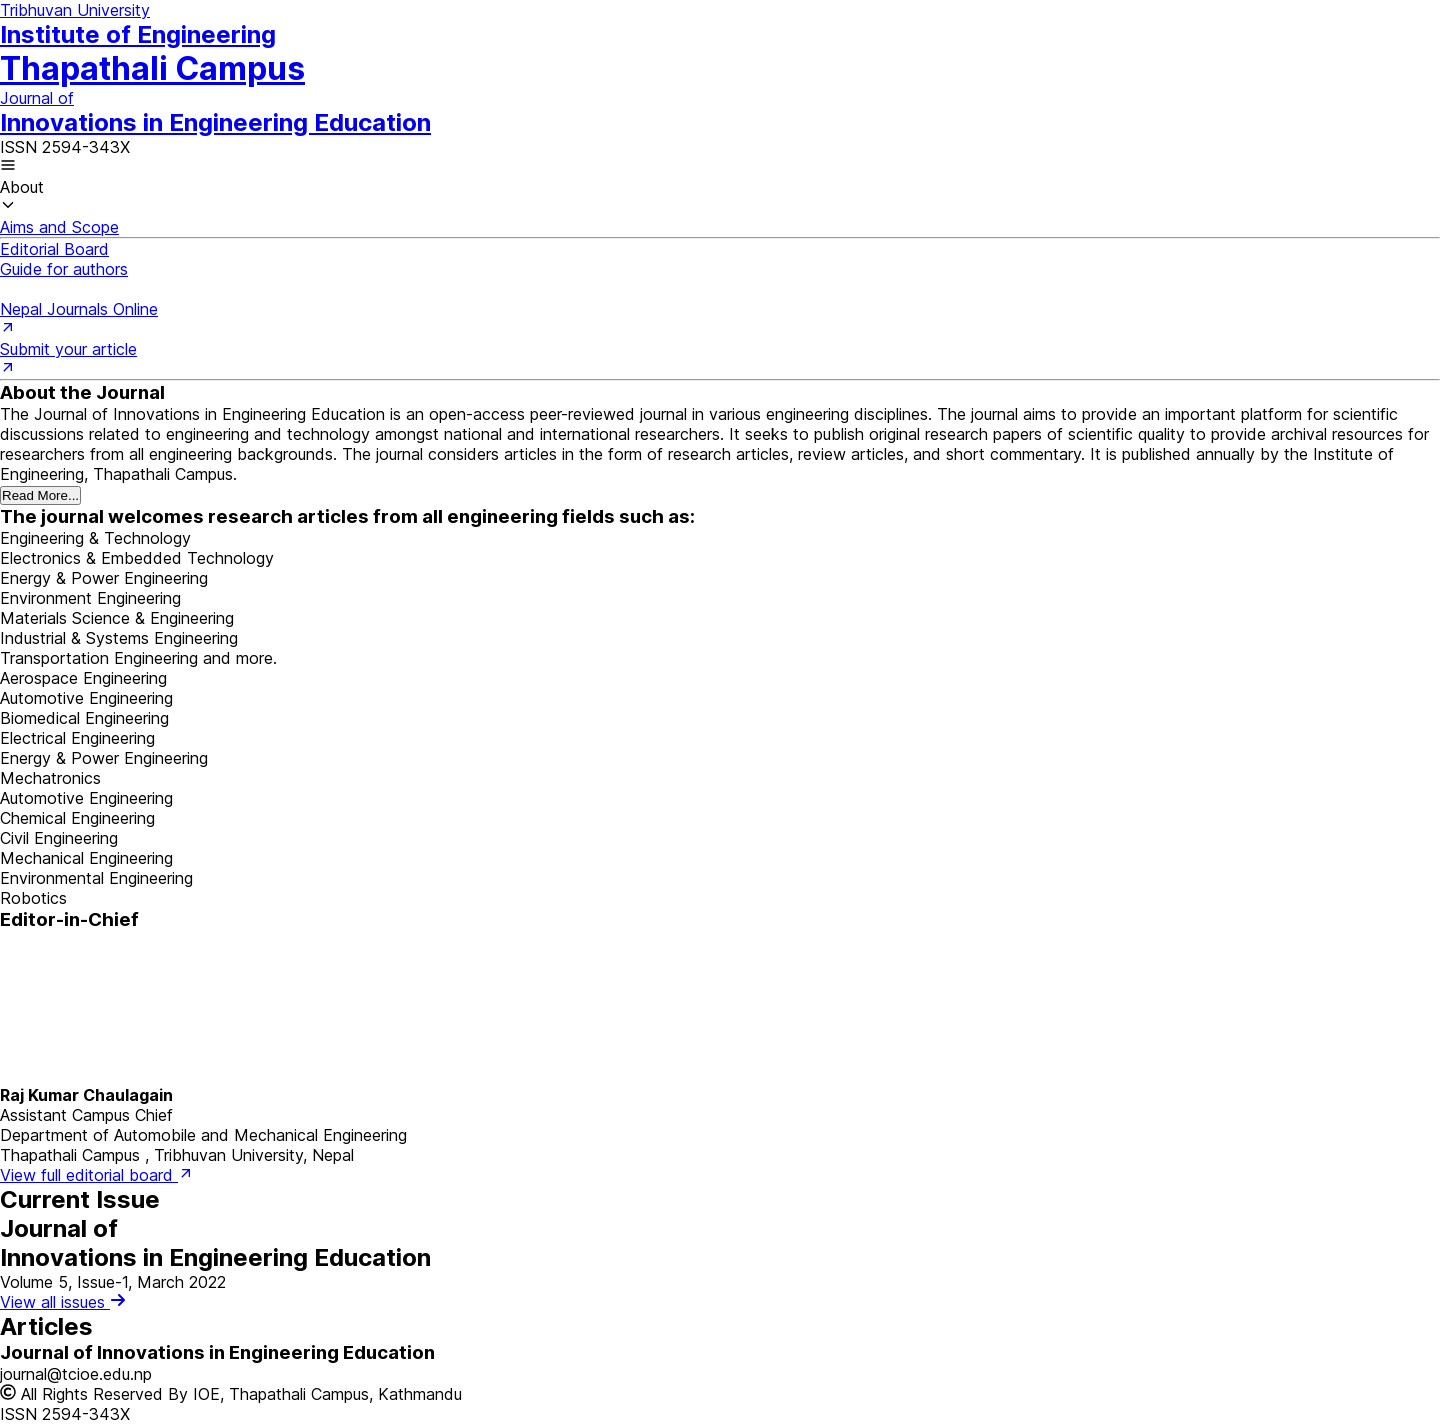 Tribhuvan University
Institute of Engineering
Thapathali Campus
Journal of
Innovations in Engineering Education
ISSN 2594-343X
About
Aims and Scope
Editorial Board
Guide for authors
Nepal Journals Online
Submit your article
About the Journal
The Journal of Innovations in Engineering Education is an open-access peer-reviewed journal in various engineering disciplines. The journal aims to provide an important platform for scientific
discussions related to engineering and technology amongst national and international researchers. It seeks to publish original research papers of scientific quality to provide archival resources for
researchers from all engineering backgrounds. The journal considers articles in the form of research articles, review articles, and short commentary. It is published annually by the Institute of
Engineering, Thapathali Campus.
Read More...
The journal welcomes research articles from all engineering fields such as:
Engineering & Technology
Electronics & Embedded Technology
Energy & Power Engineering
Environment Engineering
Materials Science & Engineering
Industrial & Systems Engineering
Transportation Engineering and more.
Aerospace Engineering
Automotive Engineering
Biomedical Engineering
Electrical Engineering
Energy & Power Engineering
Mechatronics
Automotive Engineering
Chemical Engineering
Civil Engineering
Mechanical Engineering
Environmental Engineering
Robotics
Editor-in-Chief
Raj Kumar Chaulagain
Assistant Campus Chief
Department of Automobile and Mechanical Engineering
Thapathali Campus , Tribhuvan University, Nepal
View full editorial board
Current Issue
Journal of
Innovations in Engineering Education
Volume 5, Issue-1, March 2022
View all issues
Articles
Journal of Innovations in Engineering Education
journal@tcioe.edu.np
© All Rights Reserved By IOE, Thapathali Campus, Kathmandu
ISSN 2594-343X